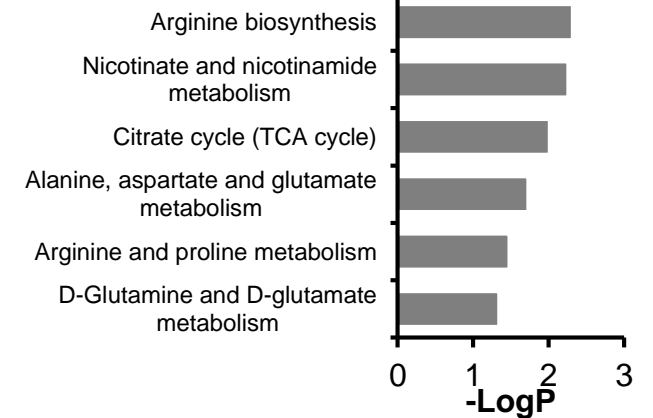 Arginine biosynthesis
Nicotinate and nicotinamide
metabolism
Citrate cycle (TCA cycle)
Alanine, aspartate and glutamate
metabolism
Arginine and proline metabolism
D-Glutamine and D-glutamate
metabolism
0 1 2 3
-LogP